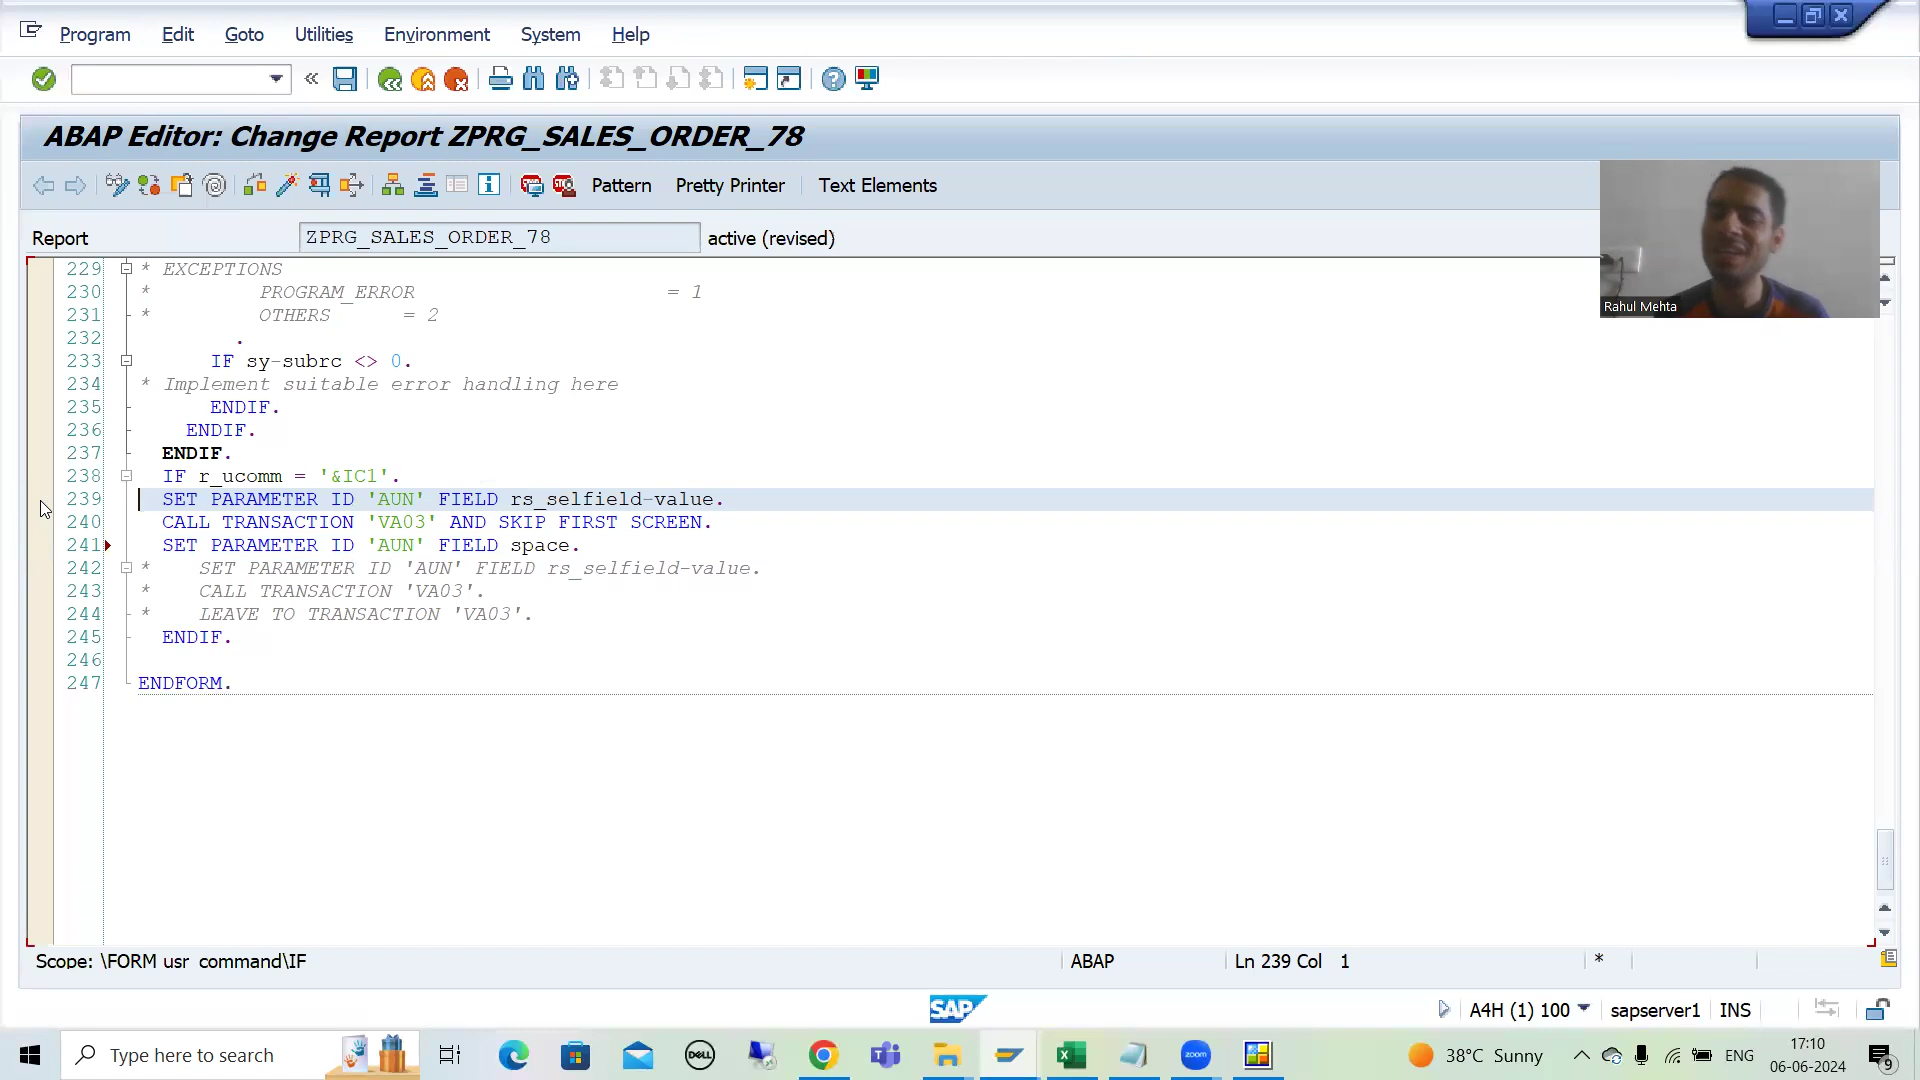 Program Edit Goto Utilities Environment System Help
ABAP Editor: Change Report ZPRG_SALES_ORDER_78
Pattern Pretty Printer Text Elements
Report ZPRG_SALES_ORDER_78 active (revised)
Rahul Mehta
229 * EXCEPTIONS
230 * PROGRAM_ERROR = 1
231 * OTHERS = 2
232 .
233 IF sy-subrc <> 0.
234 * Implement suitable error handling here
235 ENDIF.
236 ENDIF.
237 ENDIF.
238 IF r_ucomm = '&IC1'.
239 SET PARAMETER ID 'AUN' FIELD rs_selfield-value.
240 CALL TRANSACTION 'VA03' AND SKIP FIRST SCREEN.
241 SET PARAMETER ID 'AUN' FIELD space.
242 * SET PARAMETER ID 'AUN' FIELD rs_selfield-value.
243 * CALL TRANSACTION 'VA03'.
244 * LEAVE TO TRANSACTION 'VA03'.
245 ENDIF.
246
247 ENDFORM.
Scope: \FORM usr_command\IF ABAP Ln 239 Col 1 *
SAP A4H (1) 100 sapserver1 INS
Type here to search DELL zoom 38°C Sunny ENG 17:10
06-06-2024 9